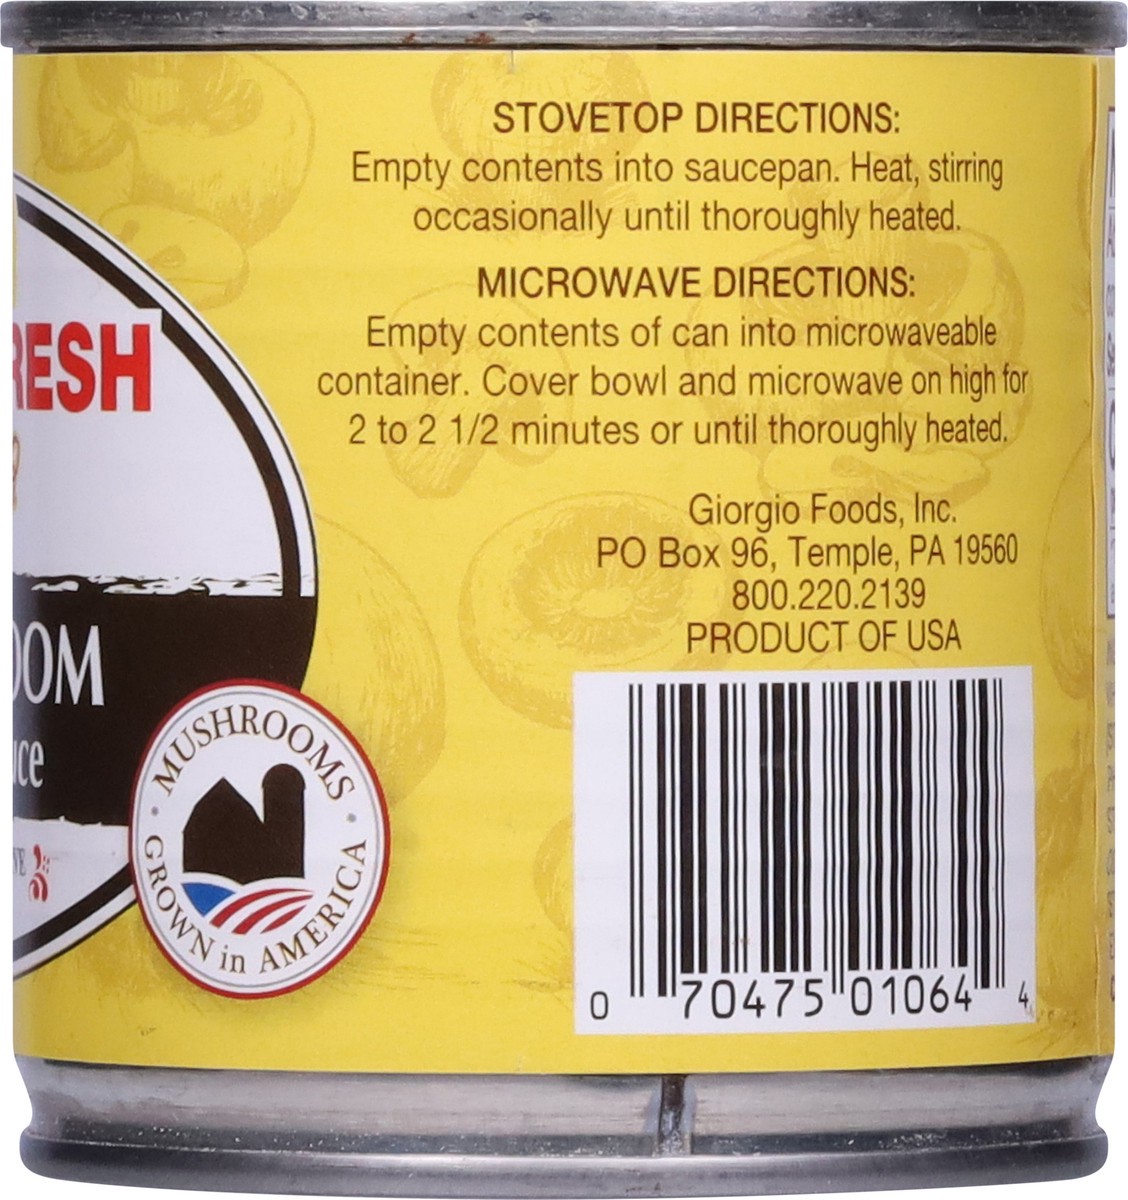 STOVETOP DIRECTIONS:
Empty contents into saucepan. Heat, stirring
occasionally until thoroughly heated.
MICROWAVE DIRECTIONS:
Empty contents of can into microwaveable
container. Cover bowl and microwave on high for
2 to 2 1/2 minutes or until thoroughly heated.
Giorgio Foods, Inc.
PO Box 96, Temple, PA 19560
800.220.2139
PRODUCT OF USA
RESH
OOM
uce
VE
MUSHROOMS
GROWN in AMERICA
0 70475 01064 4